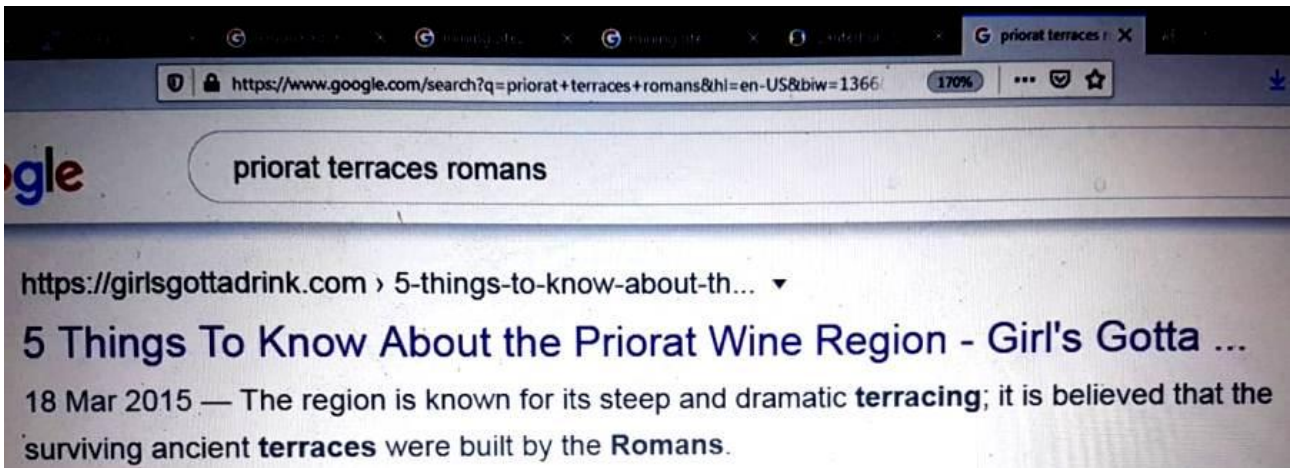 priorat terraces r
https://www.google.com/search?q=priorat+terraces+romans&hl=en-US&biw=1366 170%
gle priorat terraces romans
https://girlsgottadrink.com › 5-things-to-know-about-th...
5 Things To Know About the Priorat Wine Region - Girl's Gotta ...
18 Mar 2015 — The region is known for its steep and dramatic terracing; it is believed that the
surviving ancient terraces were built by the Romans.